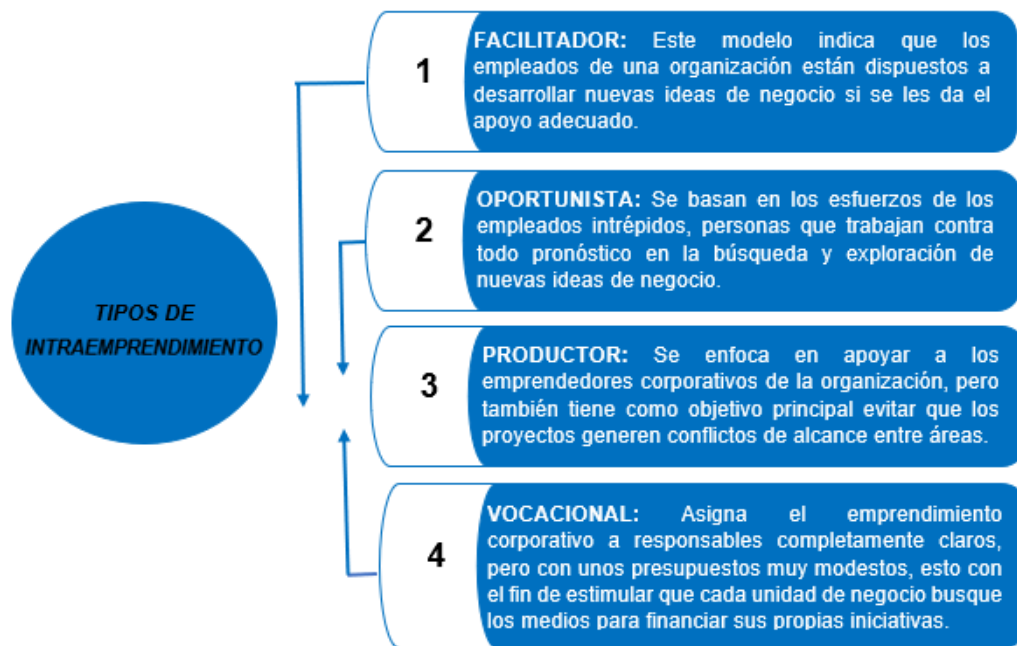 TIPOS DE
INTRAEMPRENDIMIENTO
1
FACILITADOR: Este modelo indica que los
empleados de una organización están dispuestos a
desarrollar nuevas ideas de negocio si se les da el
apoyo adecuado.
2
OPORTUNISTA: Se basan en los esfuerzos de los
empleados intrépidos, personas que trabajan contra
todo pronóstico en la búsqueda y exploración de
nuevas ideas de negocio.
3
PRODUCTOR: Se enfoca en apoyar a los
emprendedores corporativos de la organización, pero
también tiene como objetivo principal evitar que los
proyectos generen conflictos de alcance entre áreas.
4
VOCACIONAL: Asigna el emprendimiento
corporativo a responsables completamente claros,
pero con unos presupuestos muy modestos, esto con
el fin de estimular que cada unidad de negocio busque
los medios para financiar sus propias iniciativas.